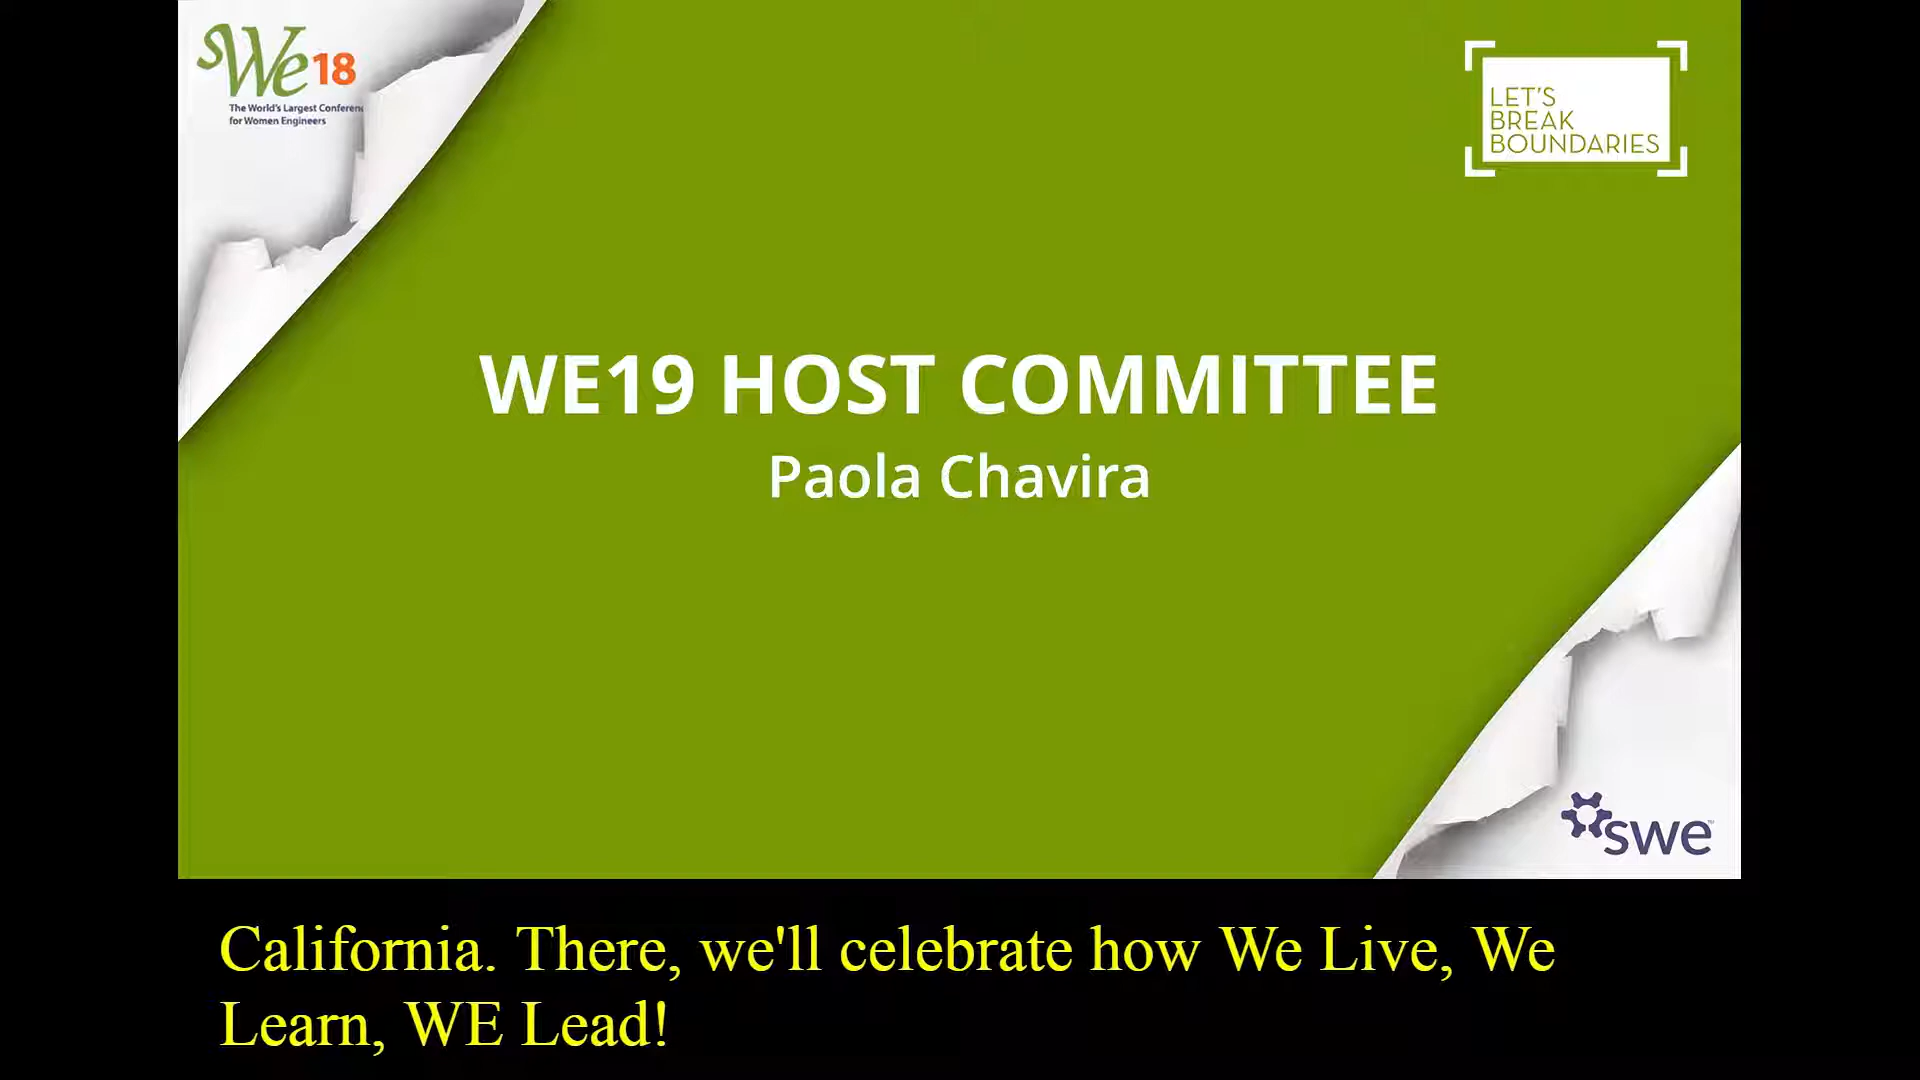 sWe18
The World's Largest Conferenc
for Women Engineers
LET'S
BREAK
BOUNDARIES
WE19 HOST COMMITTEE
Paola Chavira
swe
California. There, we'll celebrate how We Live, We
Learn, WE Lead!